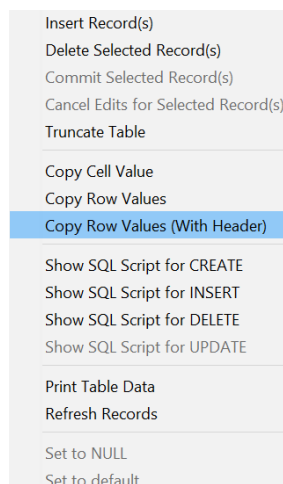 Insert Record(s)
Delete Selected Record(s)
Commit Selected Record(s)
Cancel Edits for Selected Record(s)
Truncate Table
Copy Cell Value
Copy Row Values
Copy Row Values (With Header)
Show SQL Script for CREATE
Show SQL Script for INSERT
Show SQL Script for DELETE
Show SQL Script for UPDATE
Print Table Data
Refresh Records
Set to NULL
Set to default